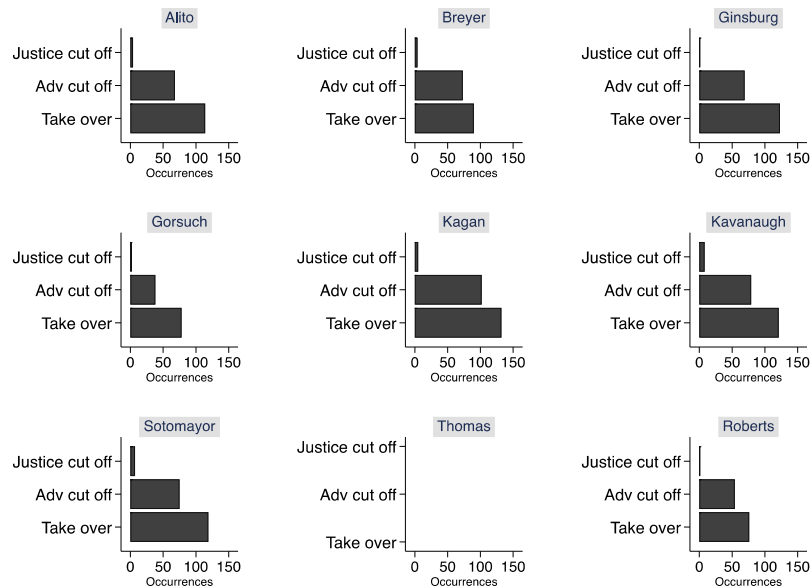 Alito
Breyer
Ginsburg
Justice cut off
Adv cut off
Take over
0 50 100 150
Occurrences
Justice cut off
Adv cut off
Take over
0 50 100 150
Occurrences
Justice cut off
Adv cut off
Take over
0 50 100 150
Occurrences
Gorsuch
Kagan
Kavanaugh
Justice cut off
Adv cut off
Take over
0 50 100 150
Occurrences
Justice cut off
Adv cut off
Take over
0 50 100 150
Occurrences
Justice cut off
Adv cut off
Take over
0 50 100 150
Occurrences
Sotomayor
Thomas
Roberts
Justice cut off
Adv cut off
Take over
0 50 100 150
Occurrences
Justice cut off
Adv cut off
Take over
Justice cut off
Adv cut off
Take over
0 50 100 150
Occurrences